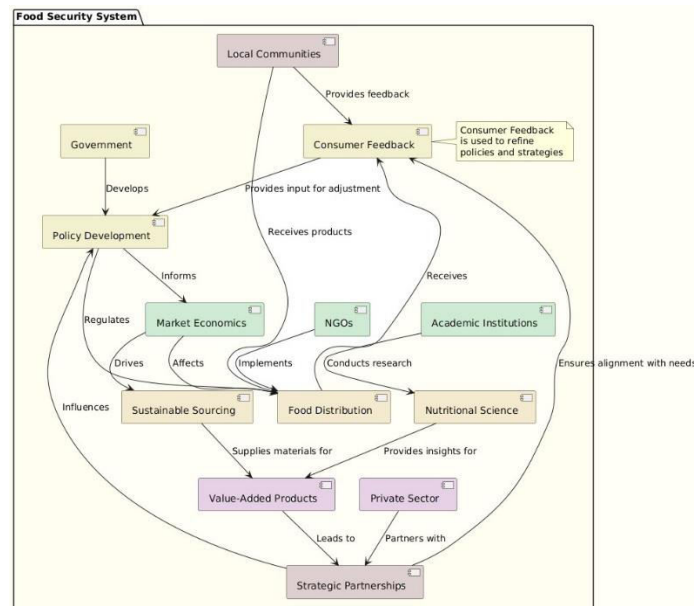 Food Security System
Local Communities
Provides feedback
Government
Consumer Feedback
Consumer Feedback
is used to refine
policies and strategies
Develops
Provides input for adjustment
Policy Development
Receives products
Informs
Receives
Regulates
Market Economics
NGOs
Academic Institutions
Drives
Affects
Implements
Conducts research
Ensures alignment with needs
Influences
Sustainable Sourcing
Food Distribution
Nutritional Science
Supplies materials for
Provides insights for
Value-Added Products
Private Sector
Leads to
Partners with
Strategic Partnerships